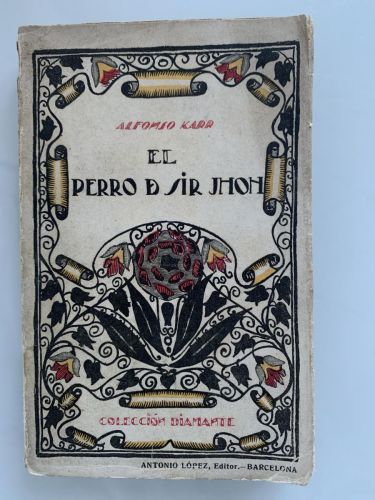 ALFONSO KARR
EL
PERRO D SIR JHON
COLECCIÓN DIAMANTE
ANTONIO LÓPEZ, Editor.—BARCELONA